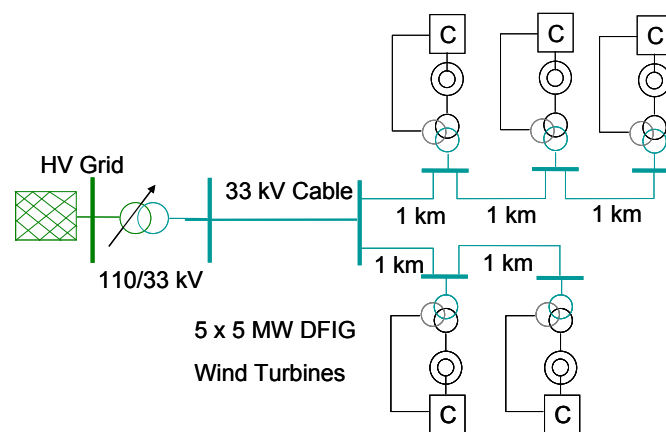 C
C
C
HV Grid
33 kV Cable
1 km
1 km
1 km
110/33 kV
1 km
1 km
5 x 5 MW DFIG
Wind Turbines
C
C